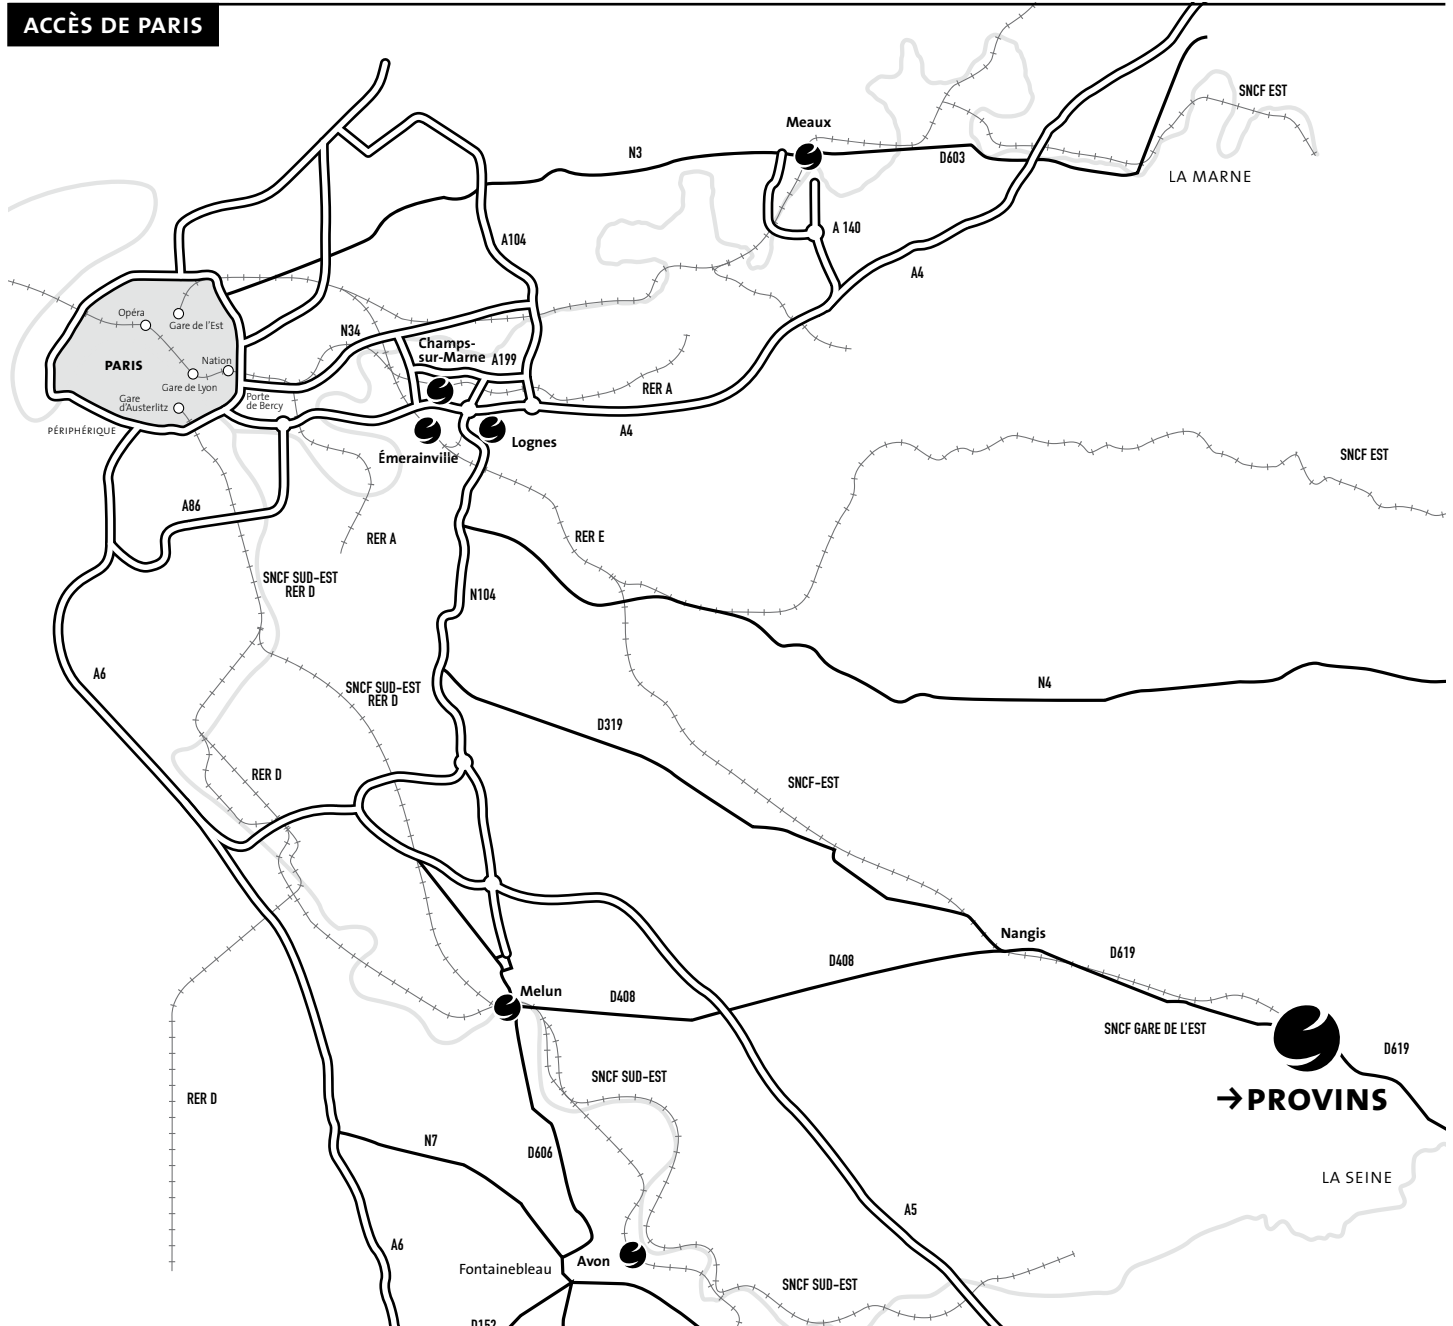 ACCÈS DE PARIS
SNCF EST
Meaux
N3
D603
LA MARNE
A 140
A104
A4
Opéra
Gare de l'Est
N34
Champs-
sur-Marne
A199
PARIS
Nation
Gare de Lyon
RER A
Gare
d'Austerlitz
Porte
de Bercy
PÉRIPHÉRIQUE
A4
Lognes
Émerainville
SNCF EST
A86
RER A
RER E
SNCF SUD-EST
RER D
N104
A6
SNCF SUD-EST
RER D
N4
D319
RER D
SNCF-EST
Nangis
D408
D619
Melun
D408
SNCF GARE DE L'EST
D619
SNCF SUD-EST
RER D
→PROVINS
N7
D606
LA SEINE
A5
A6
Fontainebleau
Avon
SNCF SUD-EST
D152